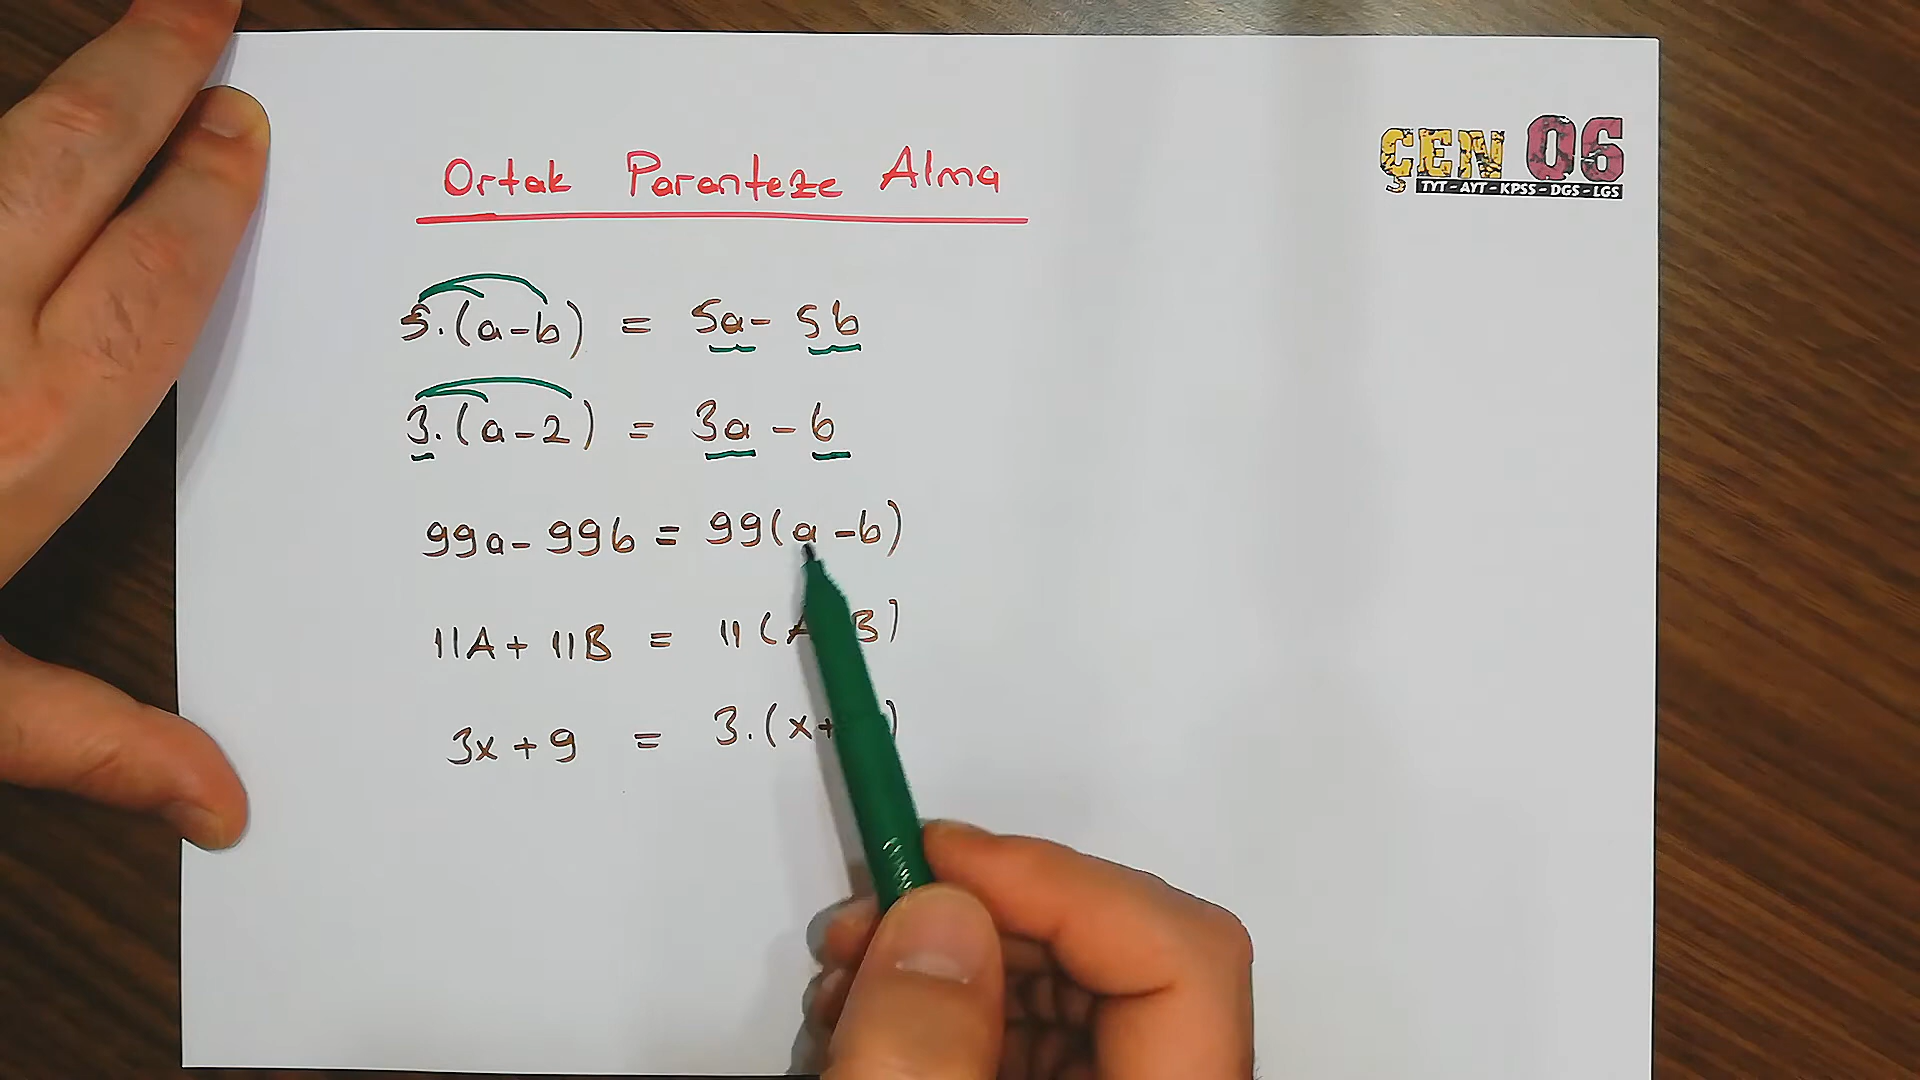 Ortak Paranteze Alma
ÇEN 06
TYT - AYT - KPSS - DGS - LGS
5.(a-b) = 5a - 5b
3.(a-2) = 3a - 6
99a - 99b = 99(a-b)
11A + 11B = 11( B)
3x + 9 = 3.(x+ )